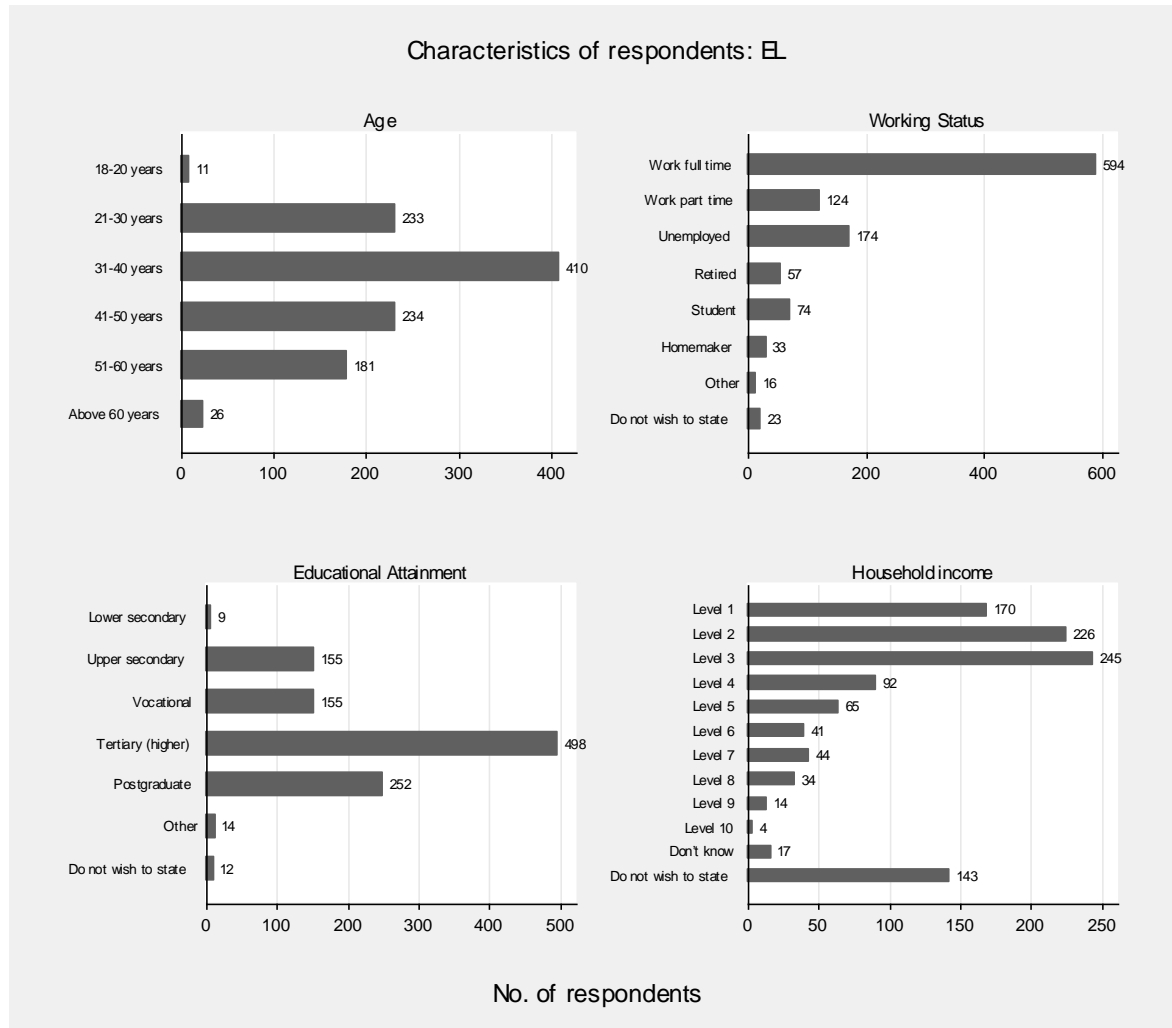 Characteristics of respondents: EL
Age
18-20 years 11
21-30 years 233
31-40 years 410
41-50 years 234
51-60 years 181
Above 60 years 26
0 100 200 300 400
Working Status
Work full time 594
Work part time 124
Unemployed 174
Retired 57
Student 74
Homemaker 33
Other 16
Do not wish to state 23
0 200 400 600
Educational Attainment
Lower secondary 9
Upper secondary 155
Vocational 155
Tertiary (higher) 498
Postgraduate 252
Other 14
Do not wish to state 12
0 100 200 300 400 500
Household income
Level 1 170
Level 2 226
Level 3 245
Level 4 92
Level 5 65
Level 6 41
Level 7 44
Level 8 34
Level 9 14
Level 10 4
Don't know 17
Do not wish to state 143
0 50 100 150 200 250
No. of respondents